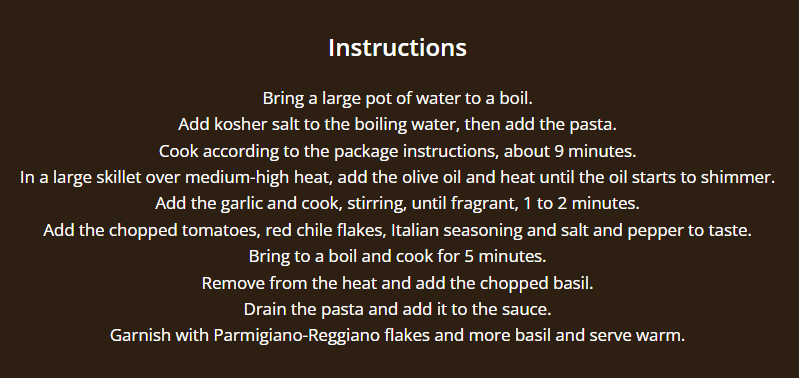 Instructions
Bring a large pot of water to a boil.
Add kosher salt to the boiling water, then add the pasta.
Cook according to the package instructions, about 9 minutes.
In a large skillet over medium-high heat, add the olive oil and heat until the oil starts to shimmer.
Add the garlic and cook, stirring, until fragrant, 1 to 2 minutes.
Add the chopped tomatoes, red chile flakes, Italian seasoning and salt and pepper to taste.
Bring to a boil and cook for 5 minutes.
Remove from the heat and add the chopped basil.
Drain the pasta and add it to the sauce.
Garnish with Parmigiano-Reggiano flakes and more basil and serve warm.